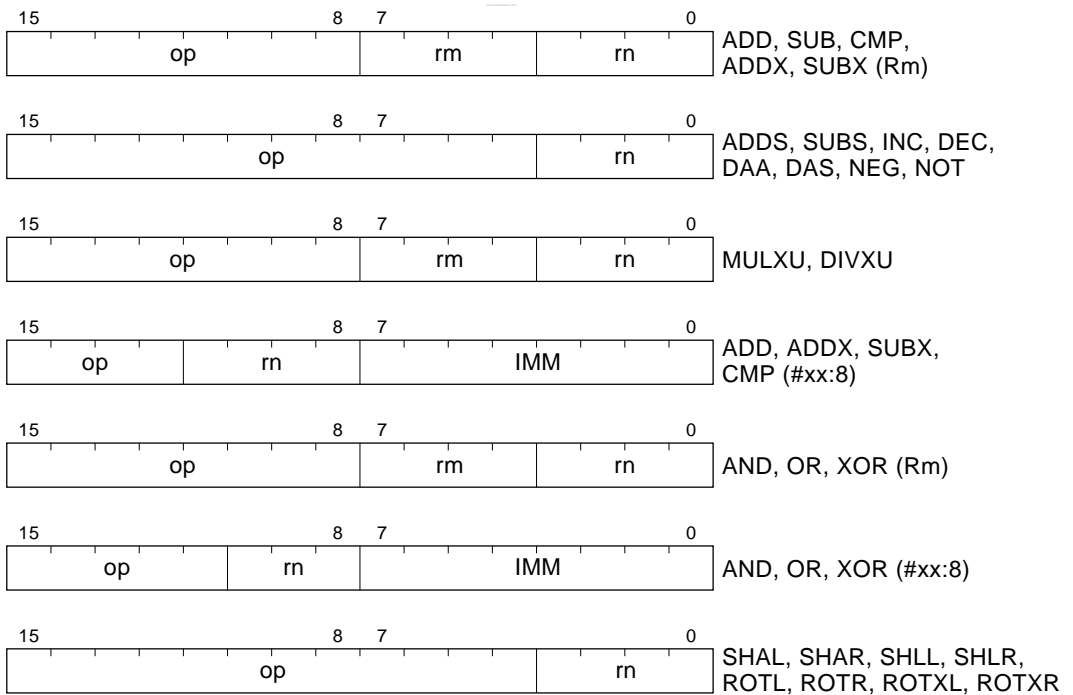 15 8 7 0
op rm rn
ADD, SUB, CMP,
ADDX, SUBX (Rm)
15 8 7 0
op rn
ADDS, SUBS, INC, DEC,
DAA, DAS, NEG, NOT
15 8 7 0
op rm rn
MULXU, DIVXU
15 8 7 0
op rn IMM
ADD, ADDX, SUBX,
CMP (#xx:8)
15 8 7 0
op rm rn
AND, OR, XOR (Rm)
15 8 7 0
op rn IMM
AND, OR, XOR (#xx:8)
15 8 7 0
op rn
SHAL, SHAR, SHLL, SHLR,
ROTL, ROTR, ROTXL, ROTXR